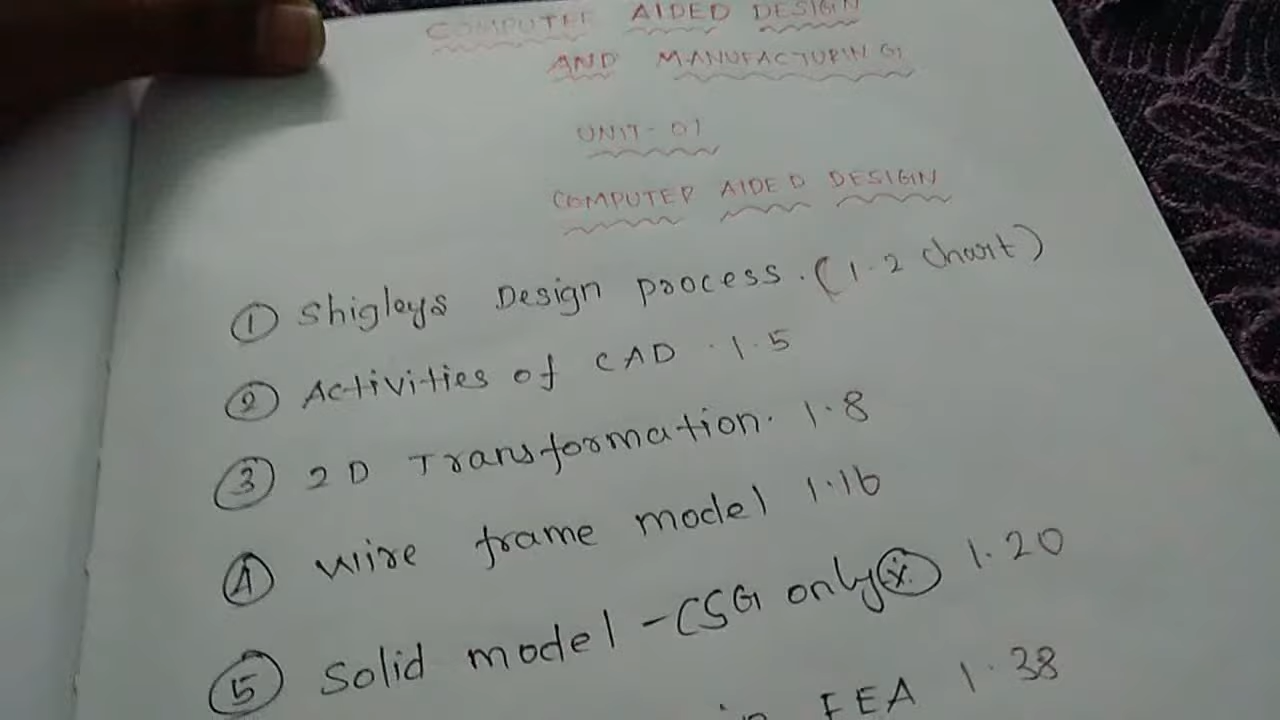 COMPUTER AIDED DESIGN
AND MANUFACTURING
UNIT-01
COMPUTER AIDED DESIGN
① Shigleys Design process. (1.2 chart)
② Activities of CAD. 1.5
③ 2D Transformation. 1.8
④ Wire frame model 1.16
⑤ Solid model - CSG only 1.20
in FEA 1.38